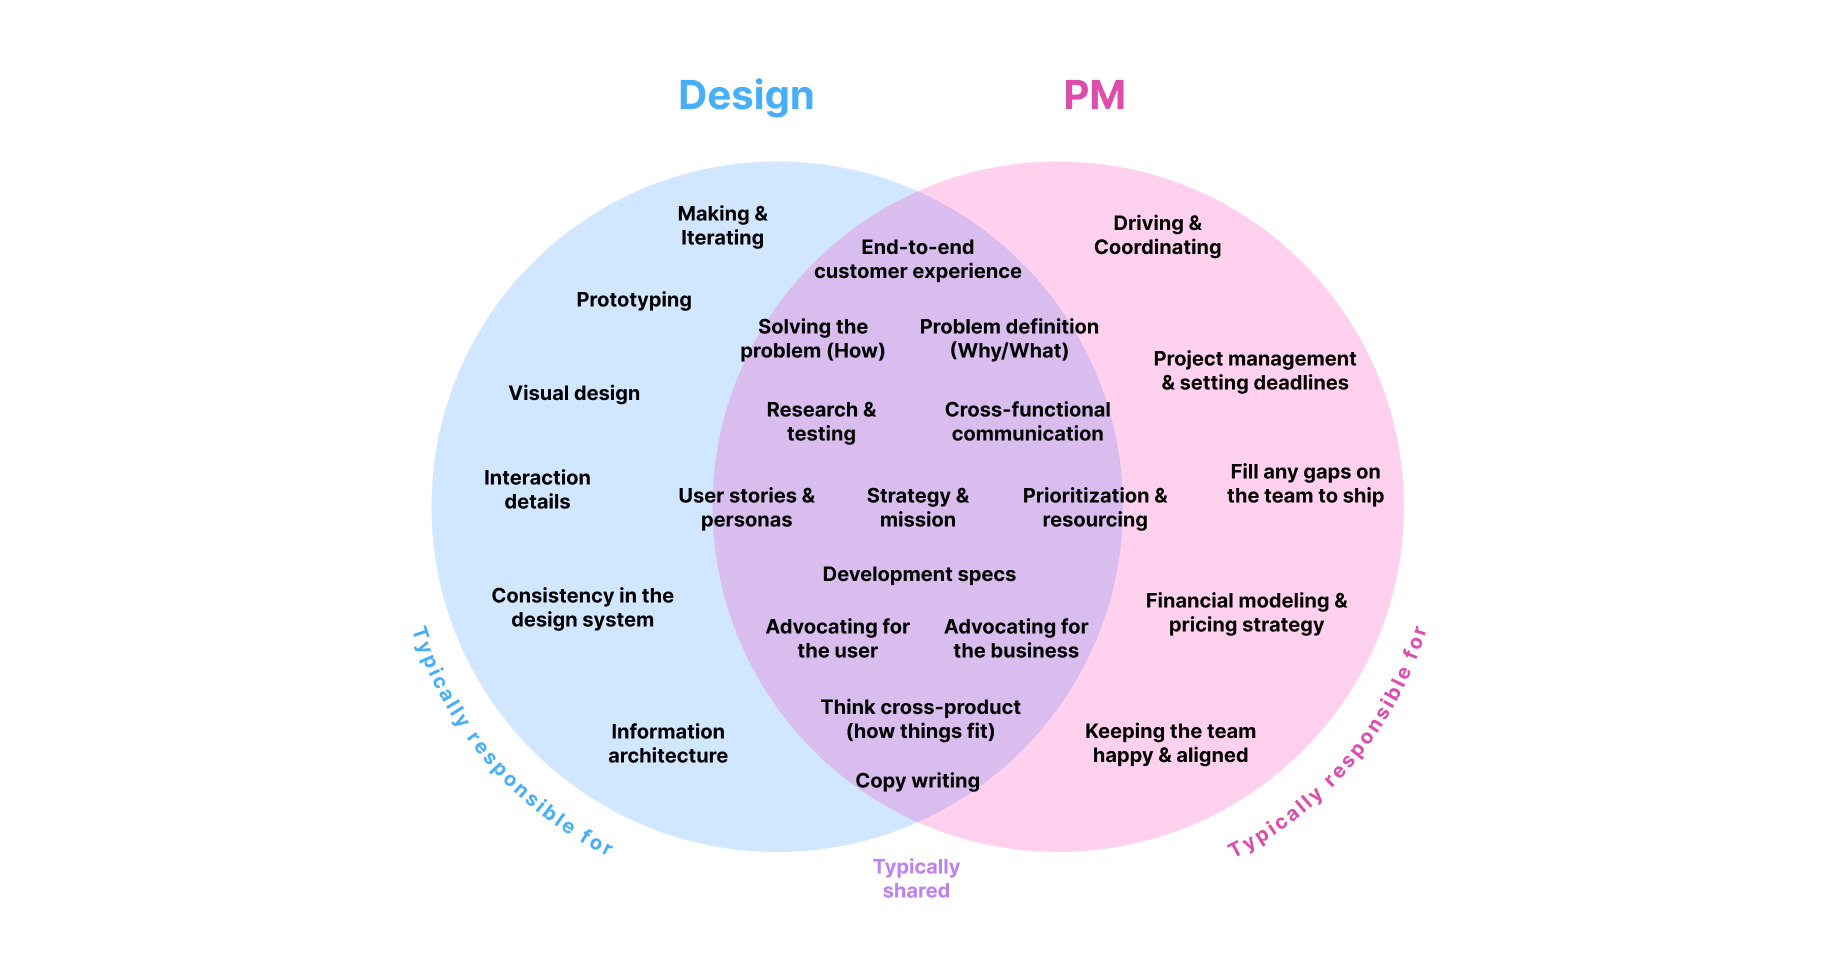 Design
PM
Making &
Iterating
Prototyping
Visual design
Interaction
details
Consistency in the
design system
Information
architecture
Typically responsible for
End-to-end
customer experience
Solving the
problem (How)
Problem definition
(Why/What)
Research &
testing
Cross-functional
communication
User stories &
personas
Strategy &
mission
Prioritization &
resourcing
Development specs
Advocating for
the user
Advocating for
the business
Think cross-product
(how things fit)
Copy writing
Typically
shared
Driving &
Coordinating
Project management
& setting deadlines
Fill any gaps on
the team to ship
Financial modeling &
pricing strategy
Keeping the team
happy & aligned
Typically responsible for